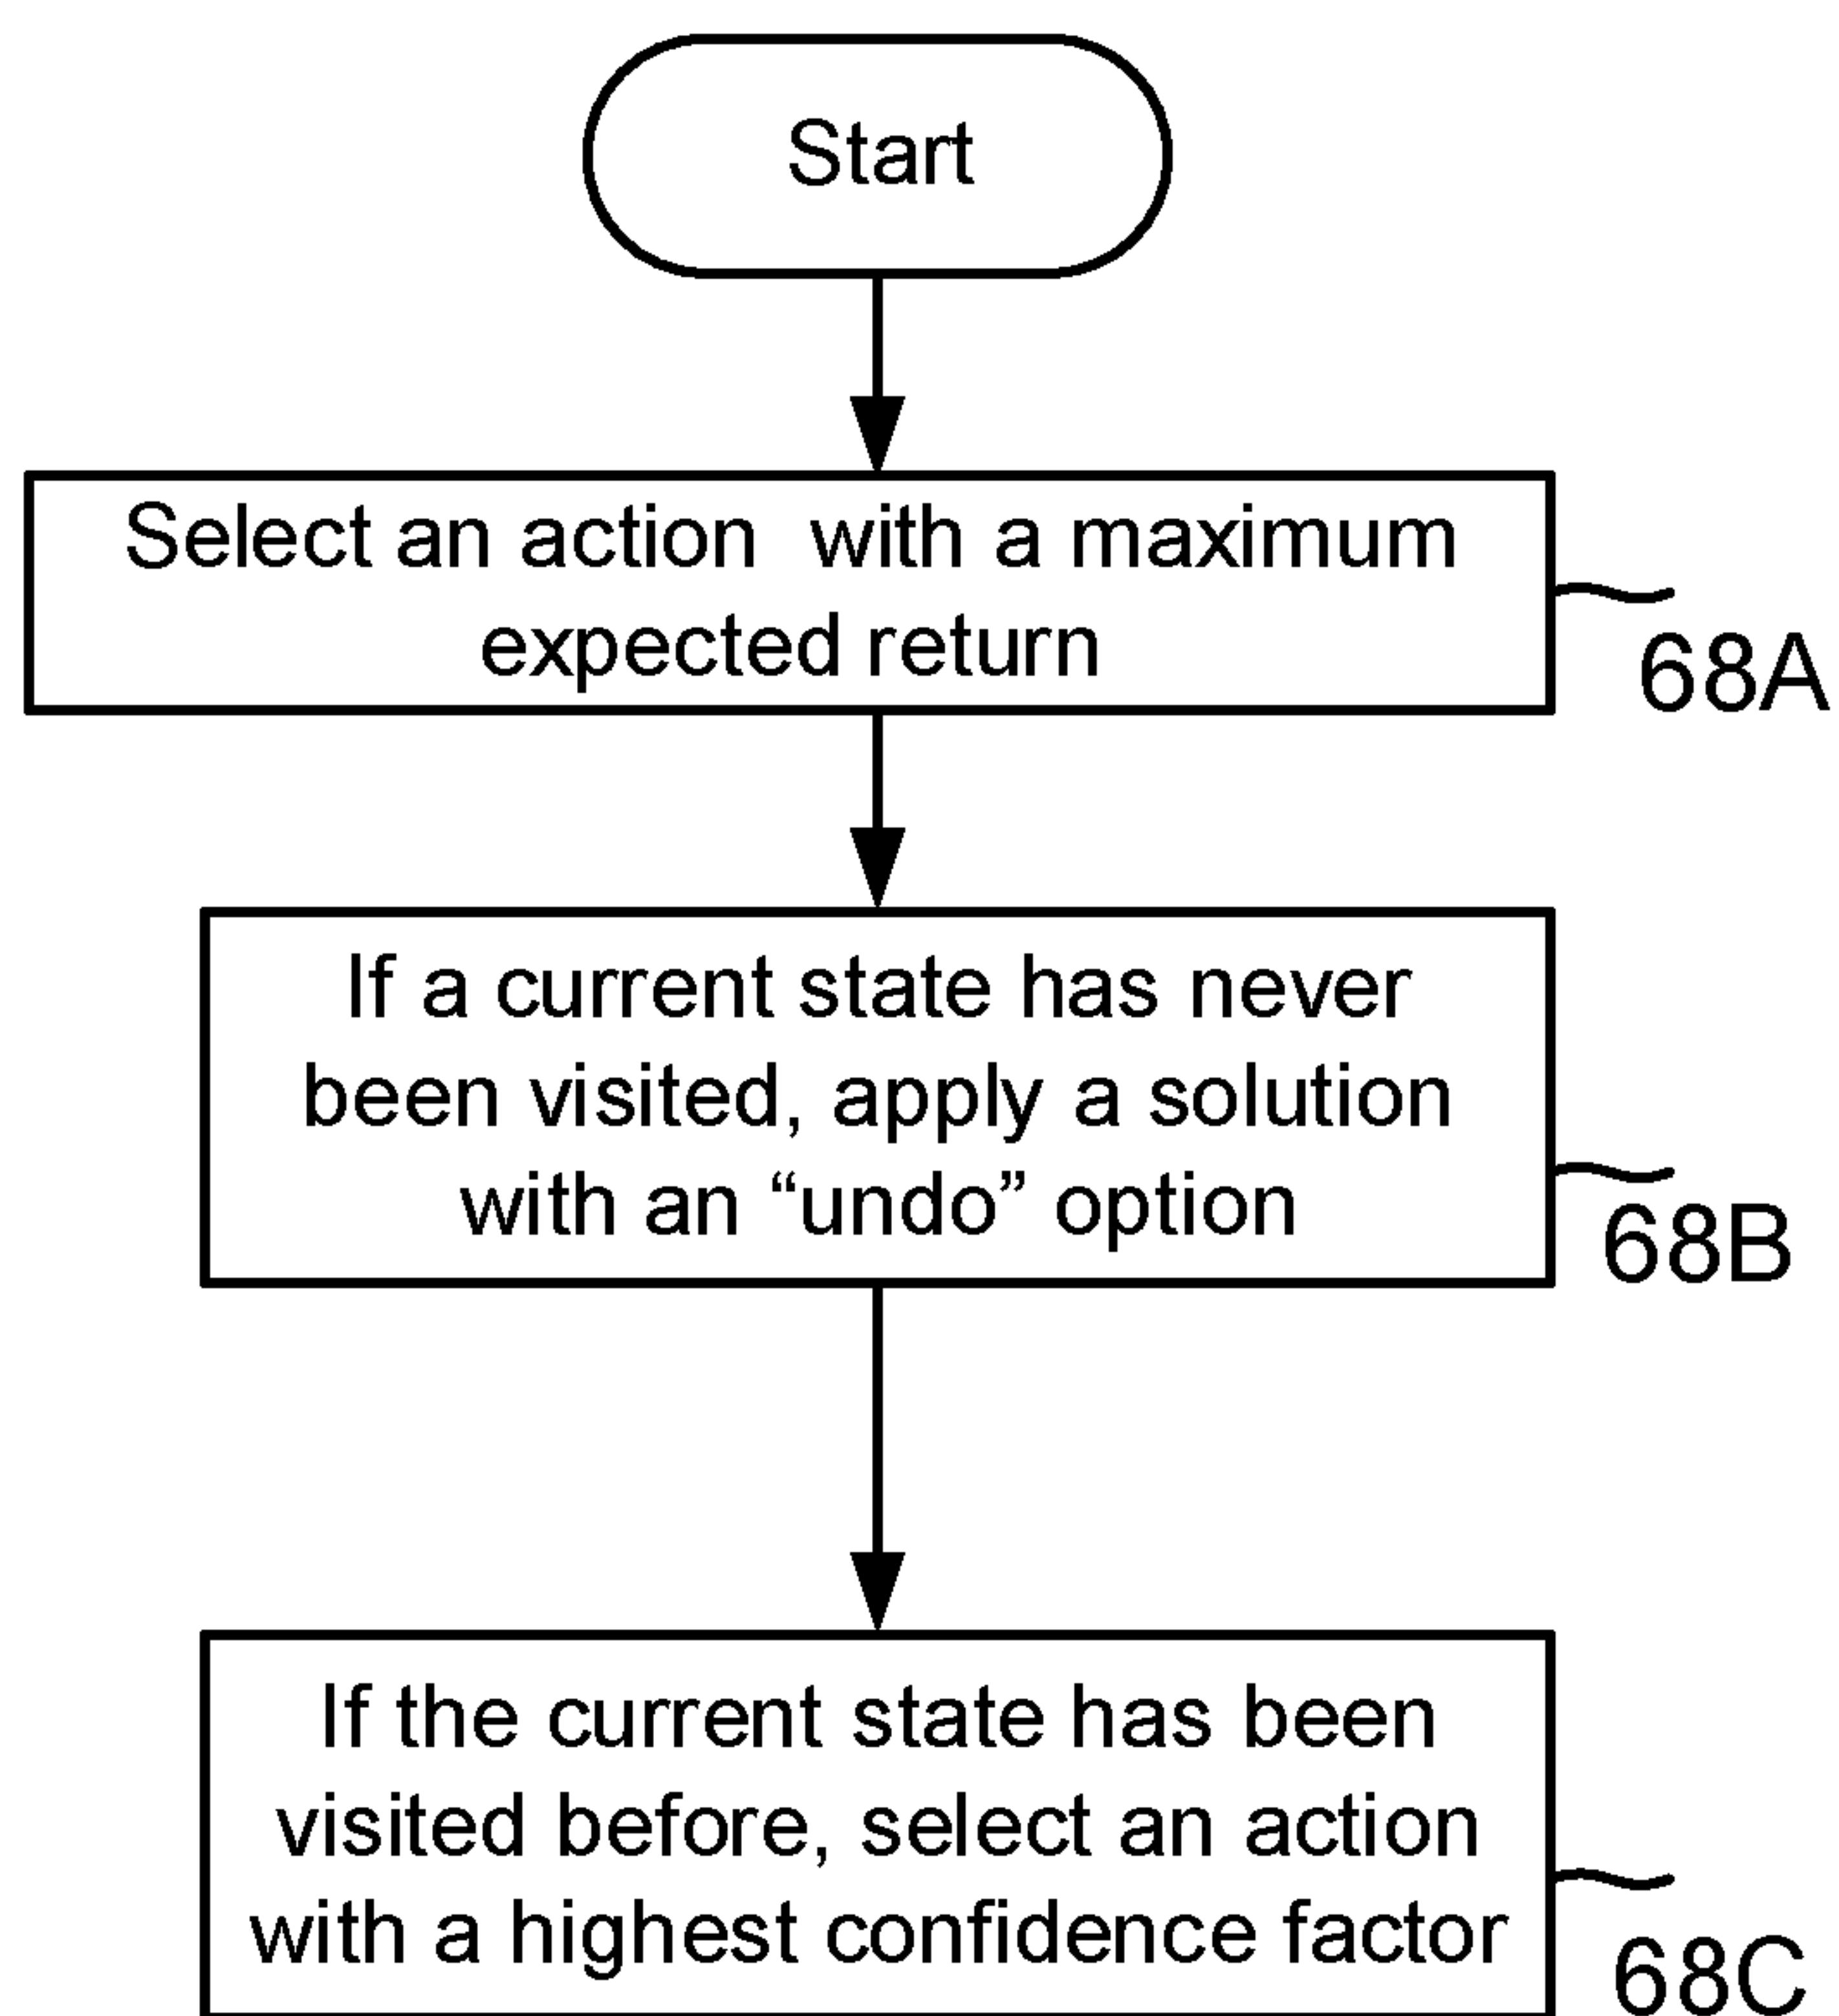 Start
Select an action with a maximum
expected return
68A
If a current state has never
been visited, apply a solution
with an “undo” option
68B
If the current state has been
visited before, select an action
with a highest confidence factor
68C